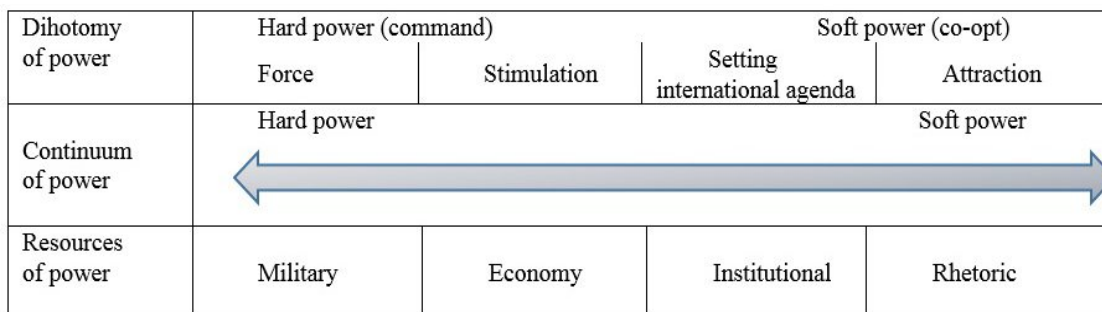 Dihotomy
of power
Hard power (command) Soft power (co-opt)
Force Stimulation Setting
international agenda Attraction
Continuum
of power
Hard power Soft power
Resources
of power
Military Economy Institutional Rhetoric